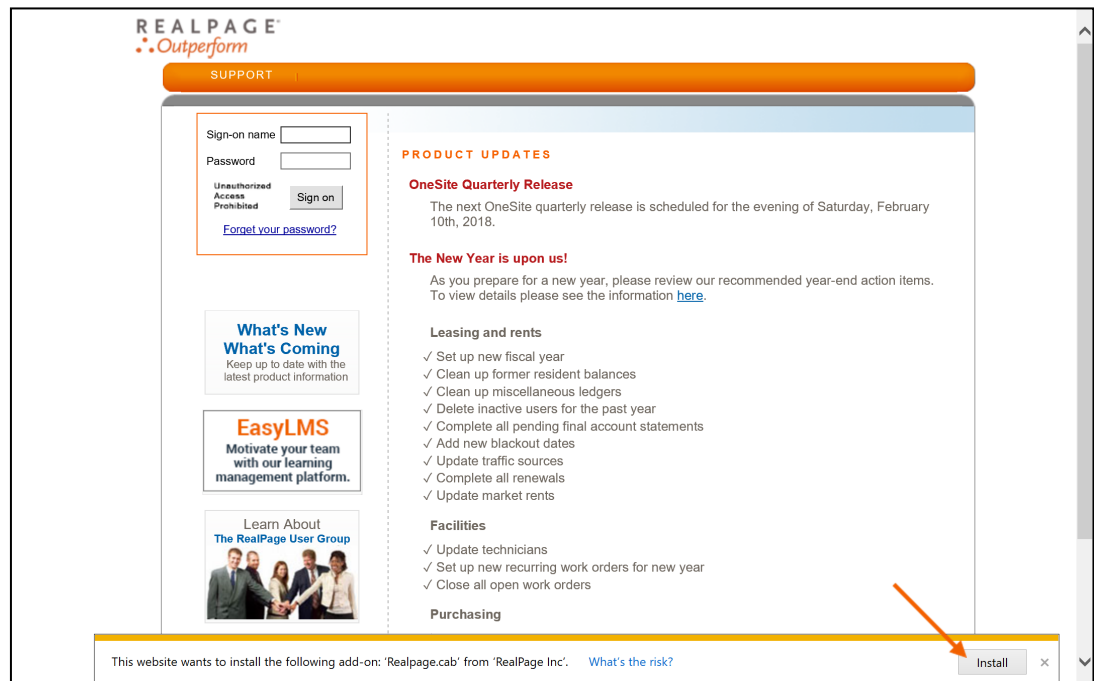 REALPAGE
Outperform
SUPPORT
Sign-on name
Password
Unauthorized
Access
Prohibited
Sign on
Forget your password?
What's New
What's Coming
Keep up to date with the
latest product information
EasyLMS
Motivate your team
with our learning
management platform.
Learn About
The RealPage User Group
PRODUCT UPDATES
OneSite Quarterly Release
The next OneSite quarterly release is scheduled for the evening of Saturday, February
10th, 2018.
The New Year is upon us!
As you prepare for a new year, please review our recommended year-end action items.
To view details please see the information here.
Leasing and rents
✓ Set up new fiscal year
✓ Clean up former resident balances
✓ Clean up miscellaneous ledgers
✓ Delete inactive users for the past year
✓ Complete all pending final account statements
✓ Add new blackout dates
✓ Update traffic sources
✓ Complete all renewals
✓ Update market rents
Facilities
✓ Update technicians
✓ Set up new recurring work orders for new year
✓ Close all open work orders
Purchasing
This website wants to install the following add-on: 'Realpage.cab' from 'RealPage Inc'. What's the risk? Install ×